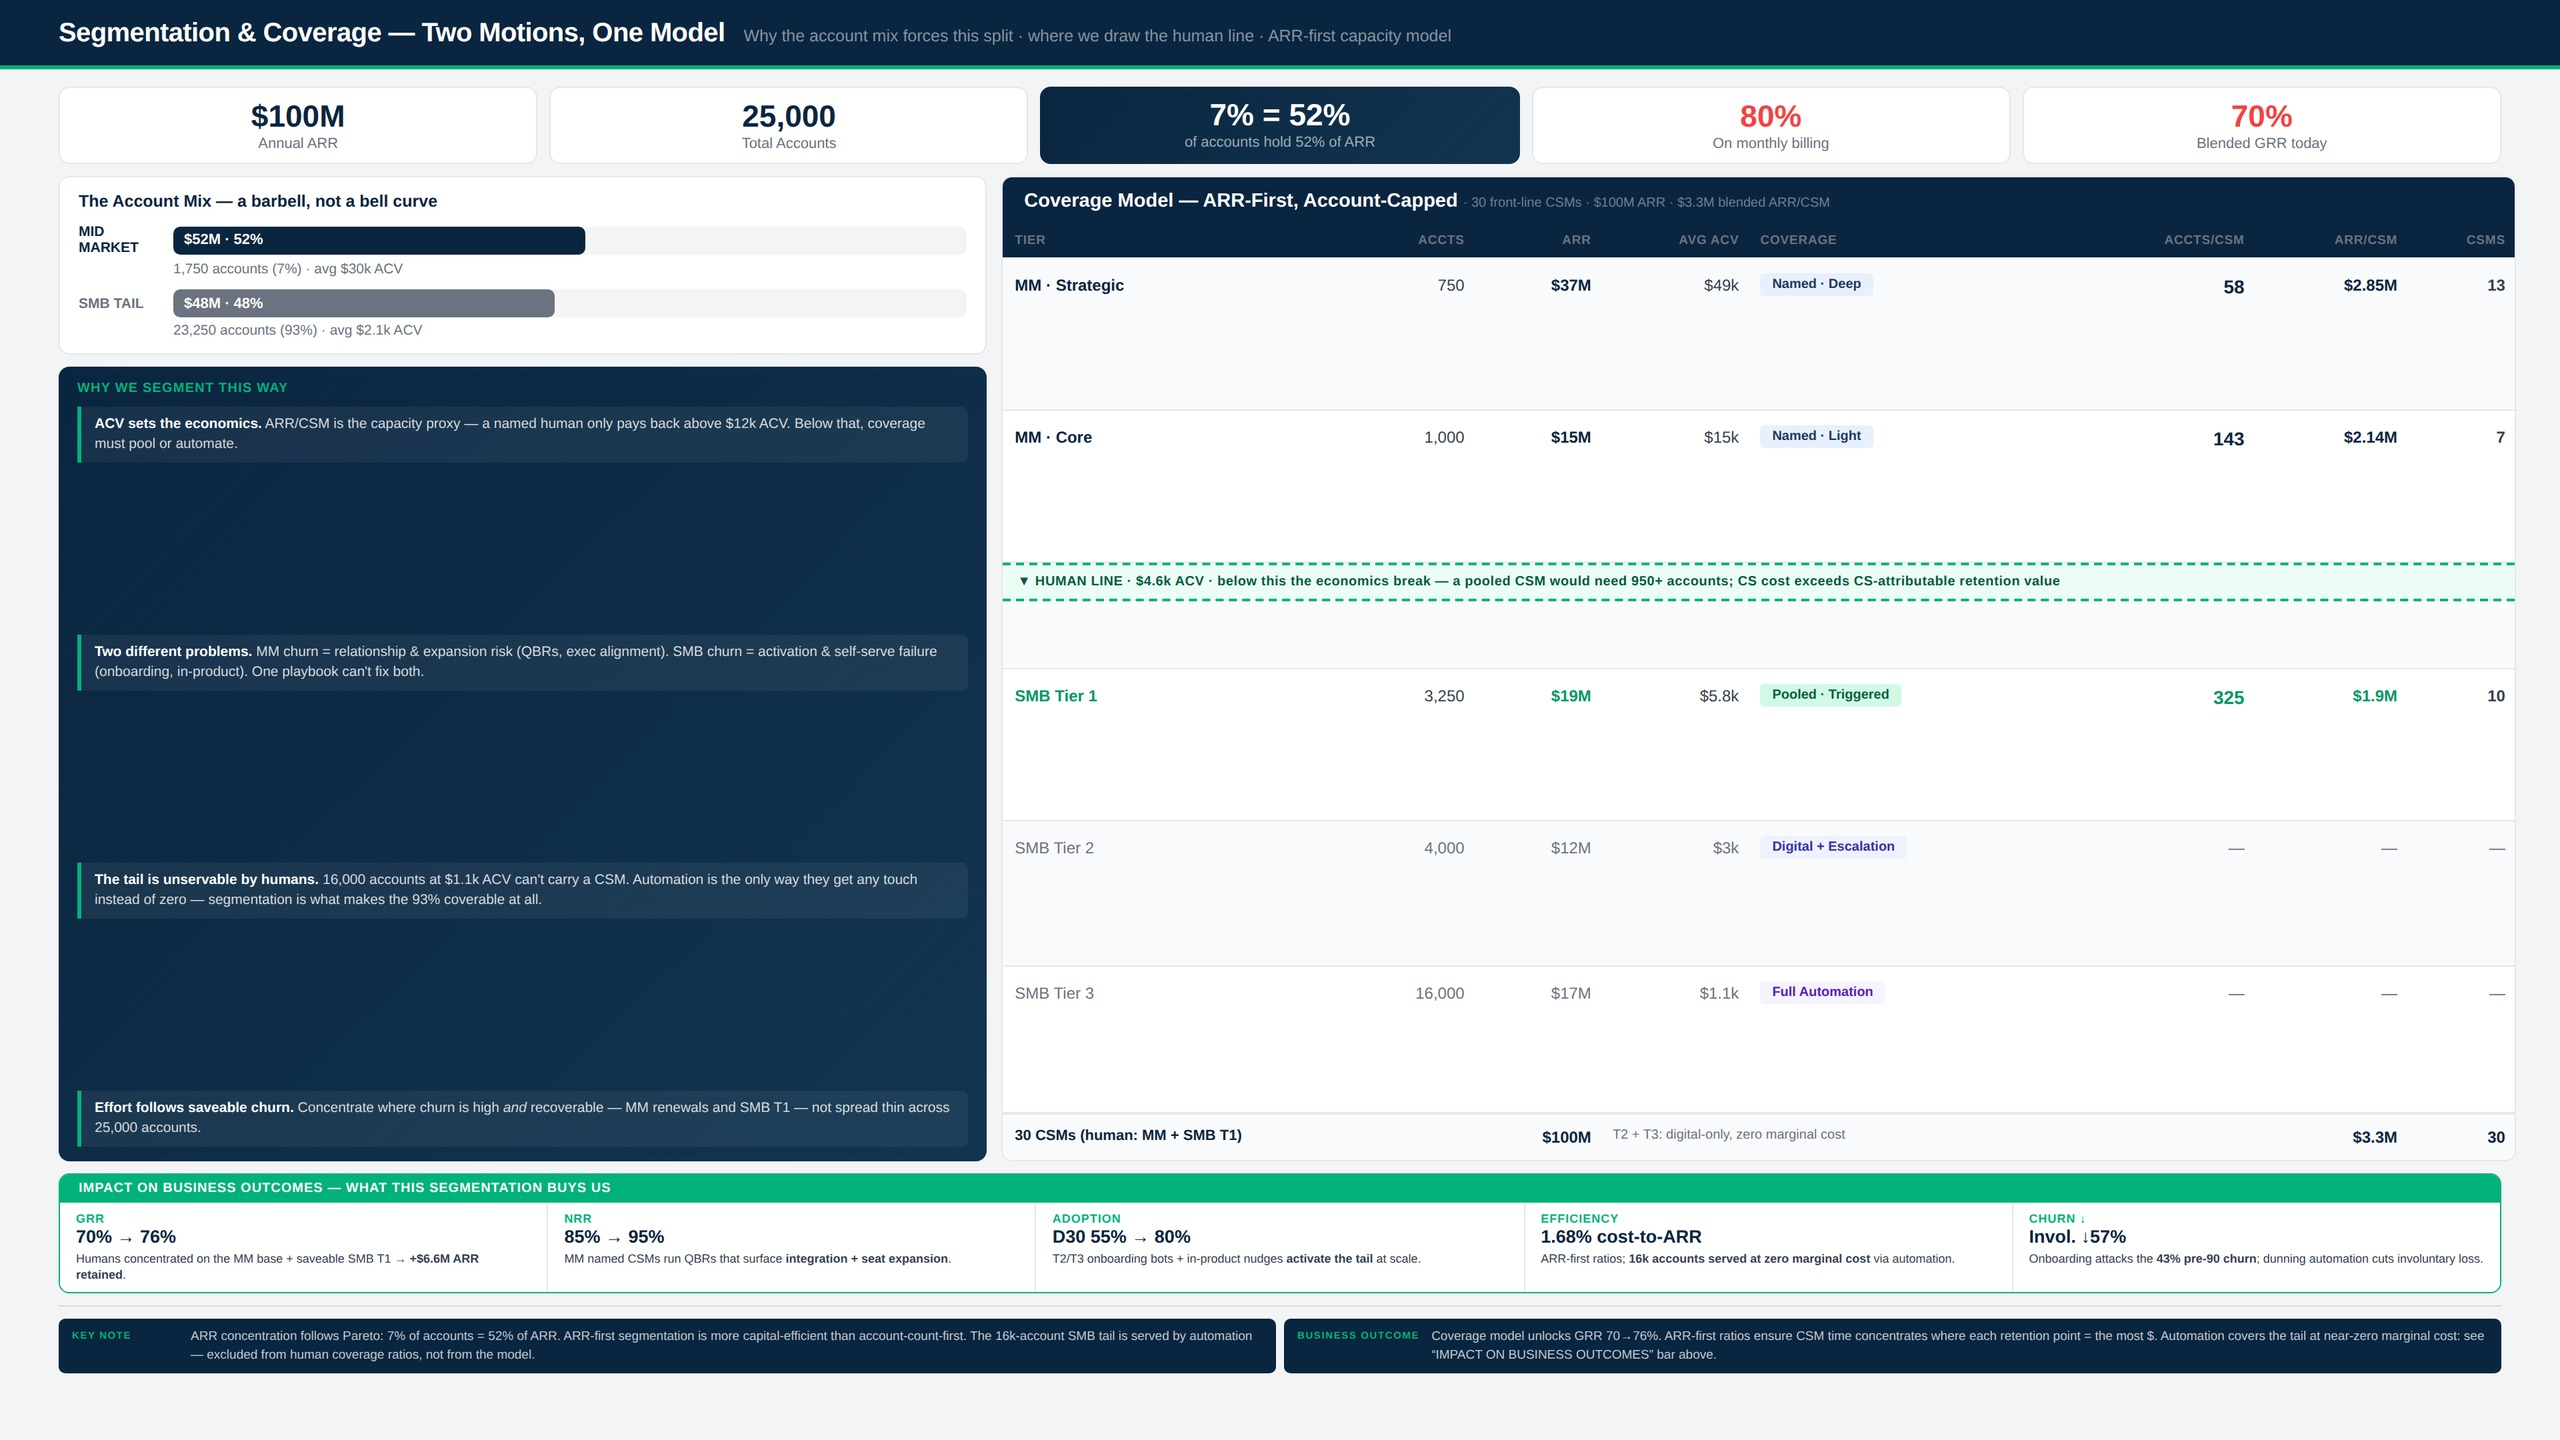 Segmentation & Coverage — Two Motions, One Model
Why the account mix forces this split · where we draw the human line · ARR-first capacity model
$100M
Annual ARR
25,000
Total Accounts
7% = 52%
of accounts hold 52% of ARR
80%
On monthly billing
70%
Blended GRR today
The Account Mix — a barbell, not a bell curve
MID
MARKET
$52M · 52%
1,750 accounts (7%) · avg $30k ACV
SMB TAIL
$48M · 48%
23,250 accounts (93%) · avg $2.1k ACV
WHY WE SEGMENT THIS WAY
ACV sets the economics. ARR/CSM is the capacity proxy — a named human only pays back above $12k ACV. Below that, coverage
must pool or automate.
Two different problems. MM churn = relationship & expansion risk (QBRs, exec alignment). SMB churn = activation & self-serve failure
(onboarding, in-product). One playbook can't fix both.
The tail is unservable by humans. 16,000 accounts at $1.1k ACV can't carry a CSM. Automation is the only way they get any touch
instead of zero — segmentation is what makes the 93% coverable at all.
Effort follows saveable churn. Concentrate where churn is high and recoverable — MM renewals and SMB T1 — not spread thin across
25,000 accounts.
Coverage Model — ARR-First, Account-Capped · 30 front-line CSMs · $100M ARR · $3.3M blended ARR/CSM
TIER ACCTS ARR AVG ACV COVERAGE ACCTS/CSM ARR/CSM CSMS
MM · Strategic 750 $37M $49k Named · Deep 58 $2.85M 13
MM · Core 1,000 $15M $15k Named · Light 143 $2.14M 7
▼ HUMAN LINE · $4.6k ACV · below this the economics break — a pooled CSM would need 950+ accounts; CS cost exceeds CS-attributable retention value
SMB Tier 1 3,250 $19M $5.8k Pooled · Triggered 325 $1.9M 10
SMB Tier 2 4,000 $12M $3k Digital + Escalation — — —
SMB Tier 3 16,000 $17M $1.1k Full Automation — — —
30 CSMs (human: MM + SMB T1) $100M T2 + T3: digital-only, zero marginal cost $3.3M 30
IMPACT ON BUSINESS OUTCOMES — WHAT THIS SEGMENTATION BUYS US
GRR
70% → 76%
Humans concentrated on the MM base + saveable SMB T1 → +$6.6M ARR
retained.
NRR
85% → 95%
MM named CSMs run QBRs that surface integration + seat expansion.
ADOPTION
D30 55% → 80%
T2/T3 onboarding bots + in-product nudges activate the tail at scale.
EFFICIENCY
1.68% cost-to-ARR
ARR-first ratios; 16k accounts served at zero marginal cost via automation.
CHURN ↓
Invol. ↓57%
Onboarding attacks the 43% pre-90 churn; dunning automation cuts involuntary loss.
KEY NOTE
ARR concentration follows Pareto: 7% of accounts = 52% of ARR. ARR-first segmentation is more capital-efficient than account-count-first. The 16k-account SMB tail is served by automation
— excluded from human coverage ratios, not from the model.
BUSINESS OUTCOME
Coverage model unlocks GRR 70→76%. ARR-first ratios ensure CSM time concentrates where each retention point = the most $. Automation covers the tail at near-zero marginal cost: see
“IMPACT ON BUSINESS OUTCOMES” bar above.